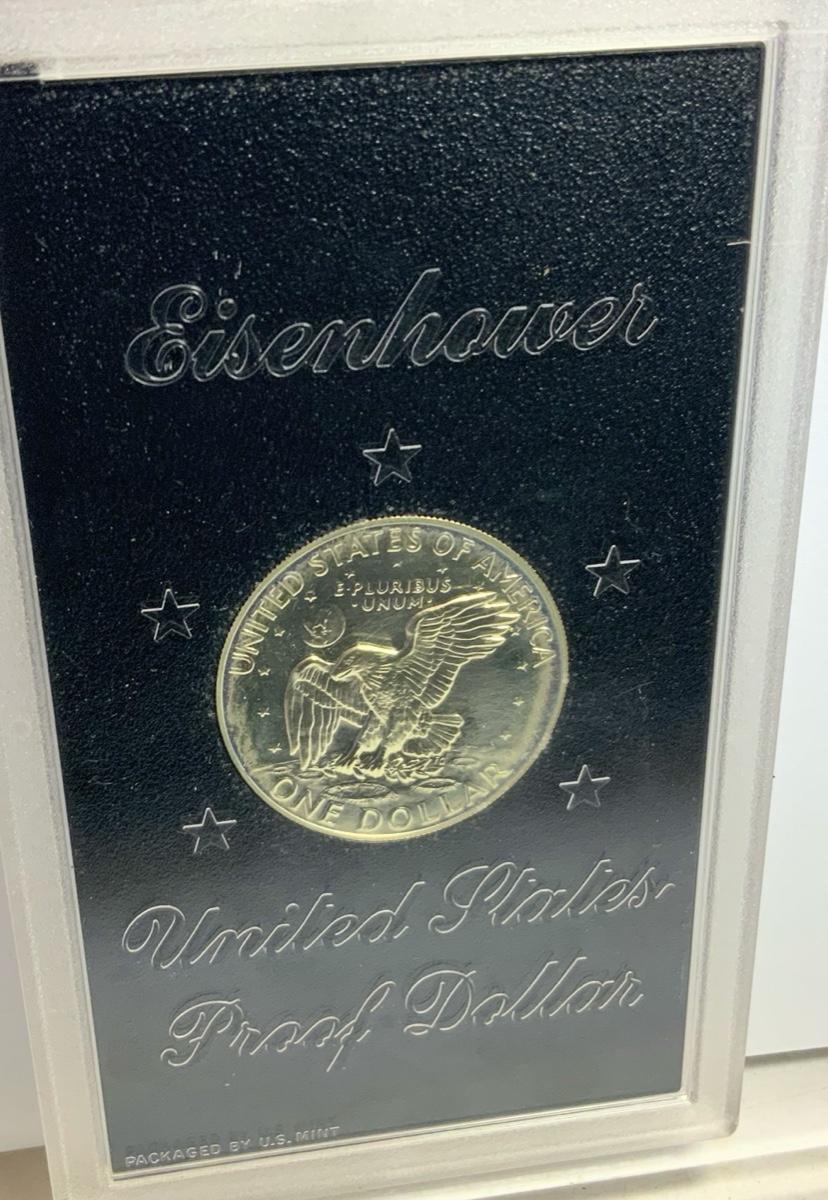 Eisenhower
UNITED STATES OF AMERICA
E·PLURIBUS
·UNUM·
ONE DOLLAR
United States
Proof Dollar
PACKAGED BY U.S. MINT